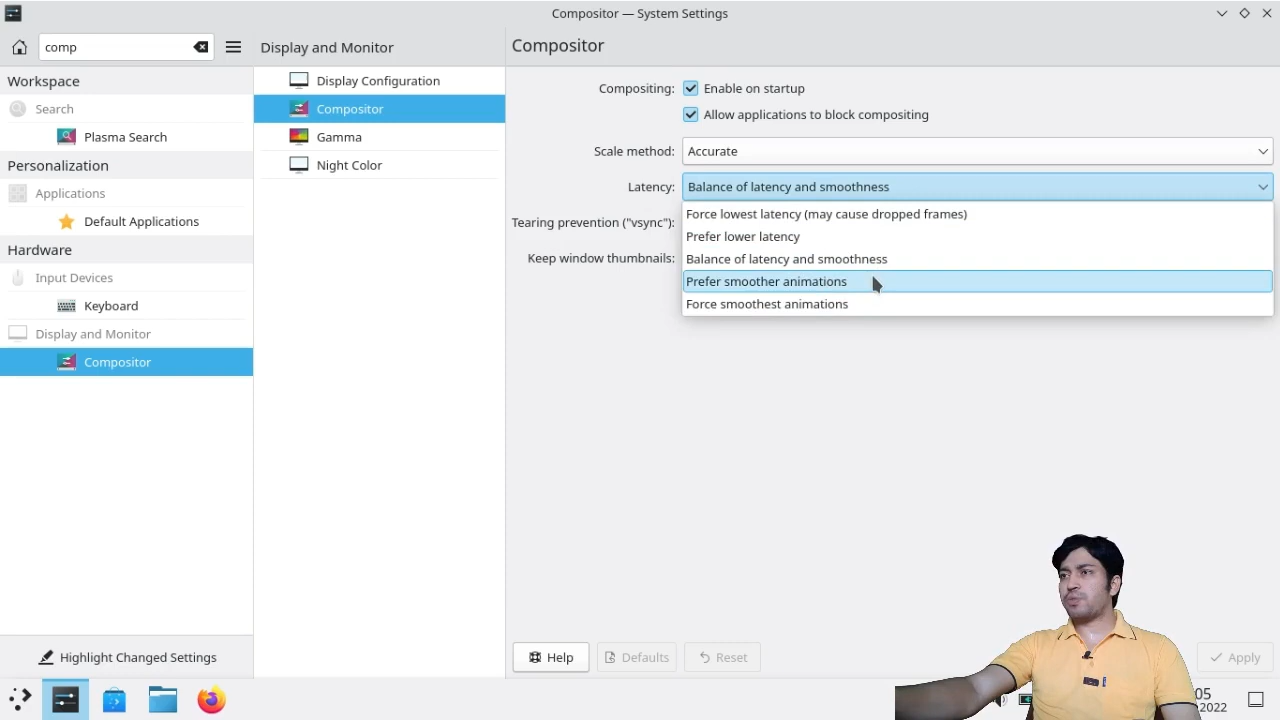 Compositor — System Settings
comp
Display and Monitor
Compositor
Workspace
Search
Plasma Search
Personalization
Applications
Default Applications
Hardware
Input Devices
Keyboard
Display and Monitor
Compositor
Highlight Changed Settings
Display Configuration
Compositor
Gamma
Night Color
Compositing:
Enable on startup
Allow applications to block compositing
Scale method:
Accurate
Latency:
Balance of latency and smoothness
Tearing prevention ("vsync"):
Keep window thumbnails:
Force lowest latency (may cause dropped frames)
Prefer lower latency
Balance of latency and smoothness
Prefer smoother animations
Force smoothest animations
Help
Defaults
Reset
Apply
05
2022